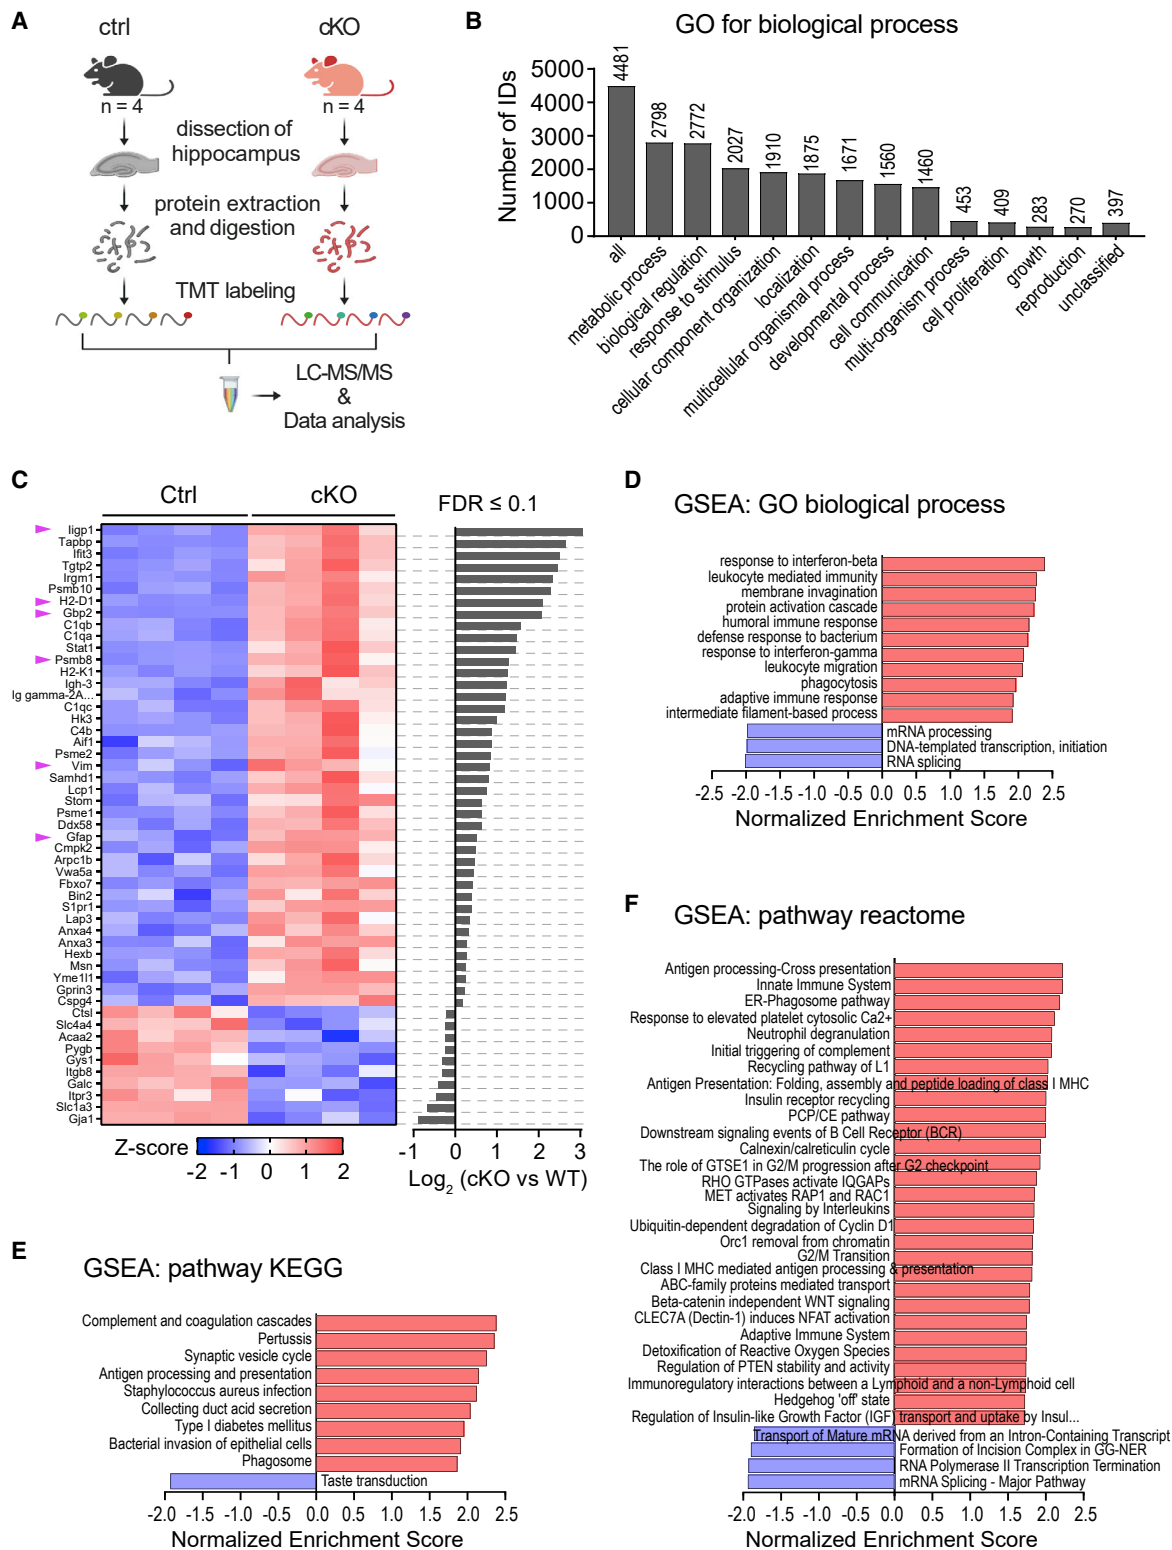 A
ctrl
cKO
n = 4
n = 4
dissection of
hippocampus
protein extraction
and digestion
TMT labeling
LC-MS/MS
&
Data analysis
B
GO for biological process
Number of IDs
5000
4000
3000
2000
1000
0
4481
2798
2772
2027
1910
1875
1671
1560
1460
453
409
283
270
397
all
metabolic process
biological regulation
response to stimulus
cellular component organization
localization
multicellular organismal process
developmental process
cell communication
multi-organism process
cell proliferation
growth
reproduction
unclassified
C
Ctrl
cKO
FDR ≤ 0.1
Iigp1
Tapbp
Ifit3
Tgtp2
Irgm1
Psmb10
H2-D1
Gbp2
C1qb
C1qa
Stat1
Psmb8
H2-K1
Igh-3
Ig gamma-2A...
C1qc
Hk3
C4b
Aif1
Psme2
Vim
Samhd1
Lcp1
Stom
Psme1
Ddx58
Gfap
Cmpk2
Arpc1b
Vwa5a
Fbxo7
Bin2
S1pr1
Lap3
Anxa4
Anxa3
Hexb
Msn
Yme1l1
Gprin3
Cspg4
Ctsl
Slc4a4
Acaa2
Pygb
Gys1
Itgb8
Galc
Itpr3
Slc1a3
Gja1
Z-score
-2 -1 0 1 2
-1 0 1 2 3
Log2 (cKO vs WT)
D
GSEA: GO biological process
response to interferon-beta
leukocyte mediated immunity
membrane invagination
protein activation cascade
humoral immune response
defense response to bacterium
response to interferon-gamma
leukocyte migration
phagocytosis
adaptive immune response
intermediate filament-based process
mRNA processing
DNA-templated transcription, initiation
RNA splicing
-2.5 -2.0 -1.5 -1.0 -0.5 0.0 0.5 1.0 1.5 2.0 2.5
Normalized Enrichment Score
E
GSEA: pathway KEGG
Complement and coagulation cascades
Pertussis
Synaptic vesicle cycle
Antigen processing and presentation
Staphylococcus aureus infection
Collecting duct acid secretion
Type I diabetes mellitus
Bacterial invasion of epithelial cells
Phagosome
Taste transduction
-2.0 -1.5 -1.0 -0.5 0.0 0.5 1.0 1.5 2.0 2.5
Normalized Enrichment Score
F
GSEA: pathway reactome
Antigen processing-Cross presentation
Innate Immune System
ER-Phagosome pathway
Response to elevated platelet cytosolic Ca2+
Neutrophil degranulation
Initial triggering of complement
Recycling pathway of L1
Antigen Presentation: Folding, assembly and peptide loading of class I MHC
Insulin receptor recycling
PCP/CE pathway
Downstream signaling events of B Cell Receptor (BCR)
Calnexin/calreticulin cycle
The role of GTSE1 in G2/M progression after G2 checkpoint
RHO GTPases activate IQGAPs
MET activates RAP1 and RAC1
Signaling by Interleukins
Ubiquitin-dependent degradation of Cyclin D1
Orc1 removal from chromatin
G2/M Transition
Class I MHC mediated antigen processing & presentation
ABC-family proteins mediated transport
Beta-catenin independent WNT signaling
CLEC7A (Dectin-1) induces NFAT activation
Adaptive Immune System
Detoxification of Reactive Oxygen Species
Regulation of PTEN stability and activity
Immunoregulatory interactions between a Lymphoid and a non-Lymphoid cell
Hedgehog 'off' state
Regulation of Insulin-like Growth Factor (IGF) transport and uptake by Insul...
Transport of Mature mRNA derived from an Intron-Containing Transcript
Formation of Incision Complex in GG-NER
RNA Polymerase II Transcription Termination
mRNA Splicing - Major Pathway
-2.0 -1.5 -1.0 -0.5 0.0 0.5 1.0 1.5 2.0 2.5
Normalized Enrichment Score